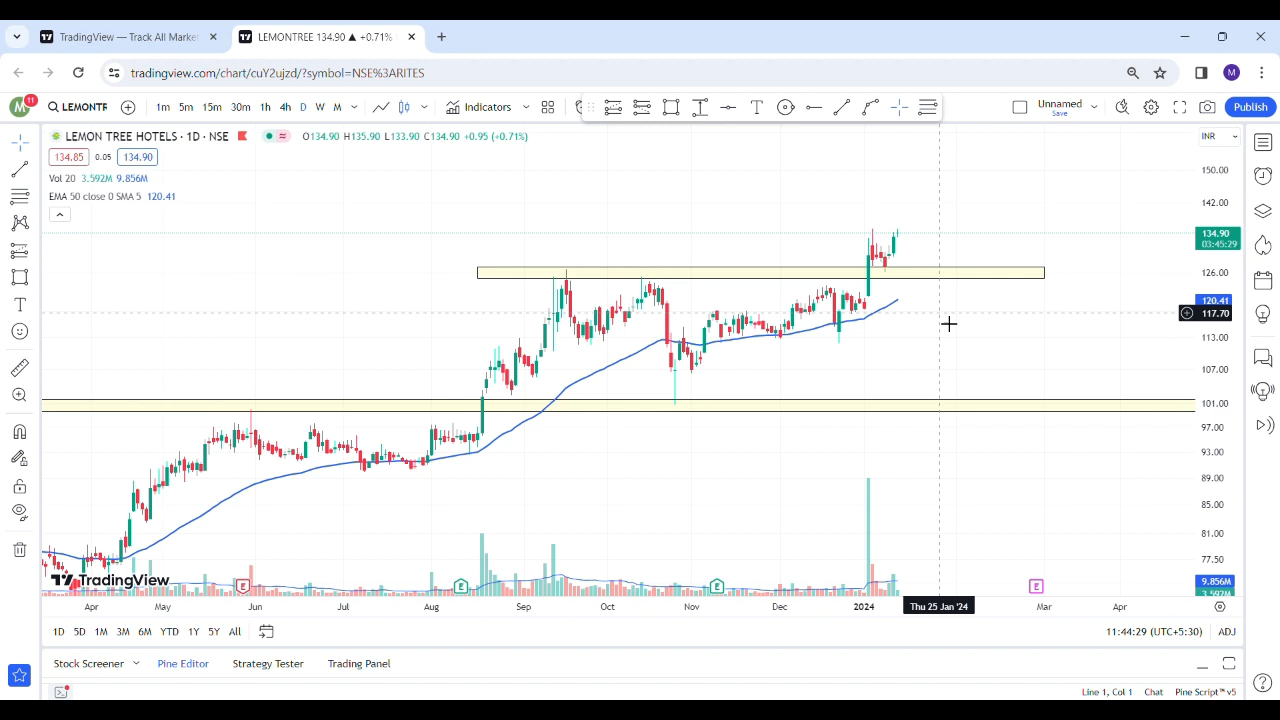 TradingView — Track All Market
LEMONTREE 134.90 ▲ +0.71%
tradingview.com/chart/cuY2ujzd/?symbol=NSE%3ARITES
M
M 11 LEMONTR 1m 5m 15m 30m 1h 4h D W M Indicators Unnamed Save Publish
LEMON TREE HOTELS · 1D · NSE O134.90 H135.90 L133.90 C134.90 +0.95 (+0.71%) INR
134.85 0.05 134.90
Vol 20 3.592M 9.856M
EMA 50 close 0 SMA 5 120.41
150.00
142.00
134.90
03:45:29
126.00
120.41
117.70
113.00
107.00
101.00
97.00
93.00
89.00
85.00
81.00
77.50
TradingView
9.856M
3.592M
E E E E
Apr May Jun Jul Aug Sep Oct Nov Dec 2024 Thu 25 Jan '24 Mar Apr
1D 5D 1M 3M 6M YTD 1Y 5Y All 11:44:29 (UTC+5:30) ADJ
Stock Screener Pine Editor Strategy Tester Trading Panel
Line 1, Col 1 Chat Pine Script™ v5